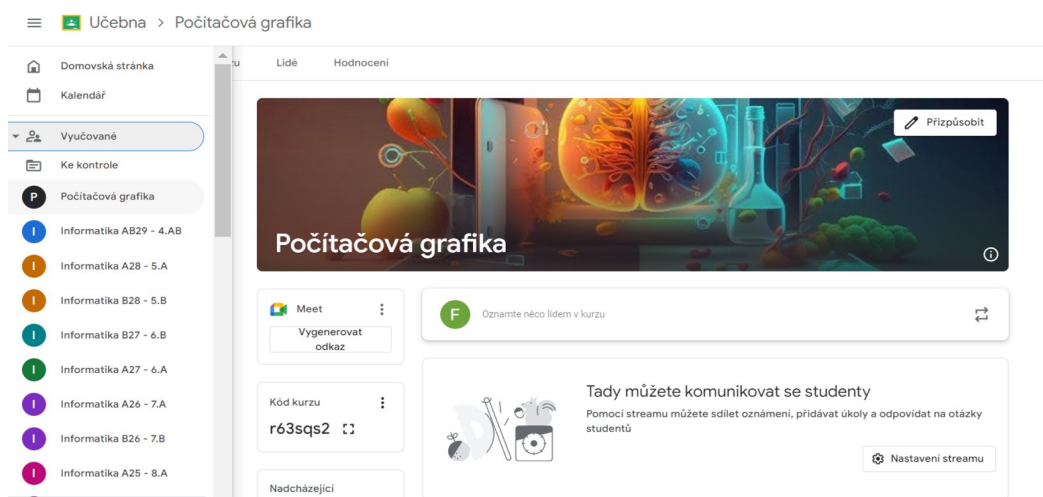 Učebna > Počítačová grafika
Domovská stránka
Kalendář
Vyučované
Ke kontrole
P Počítačová grafika
I Informatika AB29 - 4.AB
I Informatika A28 - 5.A
I Informatika B28 - 5.B
I Informatika B27 - 6.B
I Informatika A27 - 6.A
I Informatika A26 - 7.A
I Informatika B26 - 7.B
I Informatika A25 - 8.A
Lidé Hodnocení
Přizpůsobit
Počítačová grafika
Meet
Vygenerovat
odkaz
Kód kurzu
r63sqs2
Nadcházející
F Oznamte něco lidem v kurzu
Tady můžete komunikovat se studenty
Pomocí streamu můžete sdílet oznámení, přidávat úkoly a odpovídat na otázky
studentů
Nastavení streamu